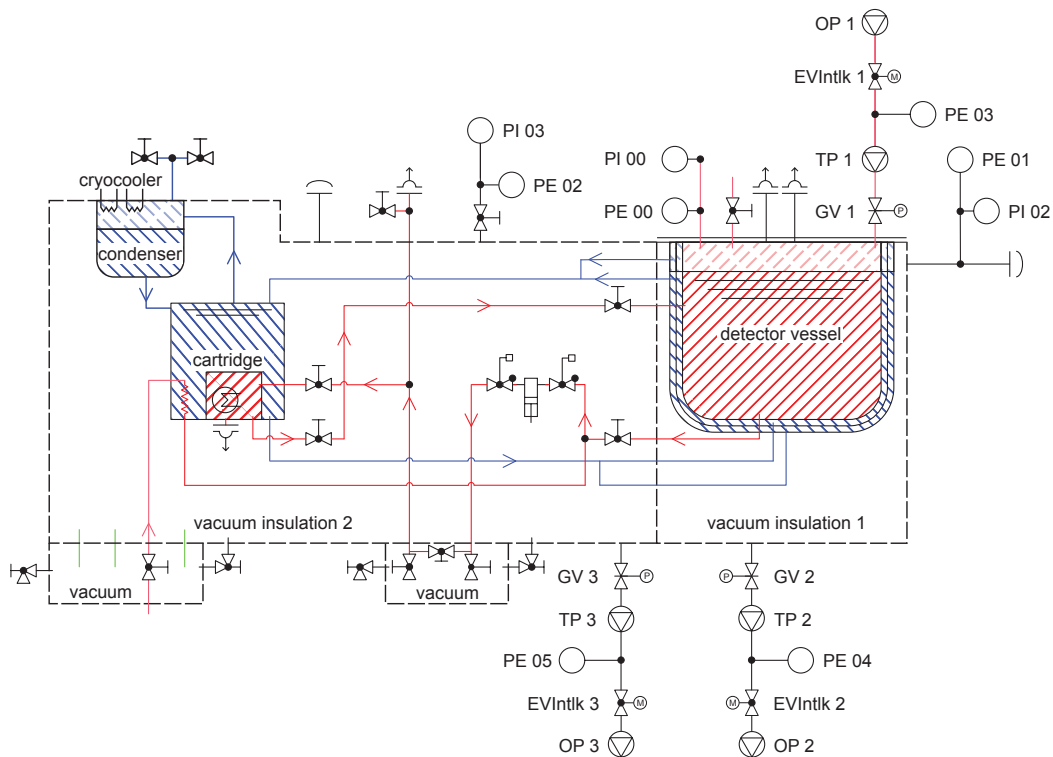 OP 1
EVIntlk 1
M
PE 03
PI 03
PI 00
TP 1
PE 01
cryocooler
PE 02
PE 00
GV 1
P
PI 02
condenser
detector vessel
cartridge
vacuum insulation 2
vacuum insulation 1
GV 3
P
P
GV 2
vacuum
vacuum
TP 3
TP 2
PE 05
PE 04
EVIntlk 3
M
M
EVIntlk 2
OP 3
OP 2